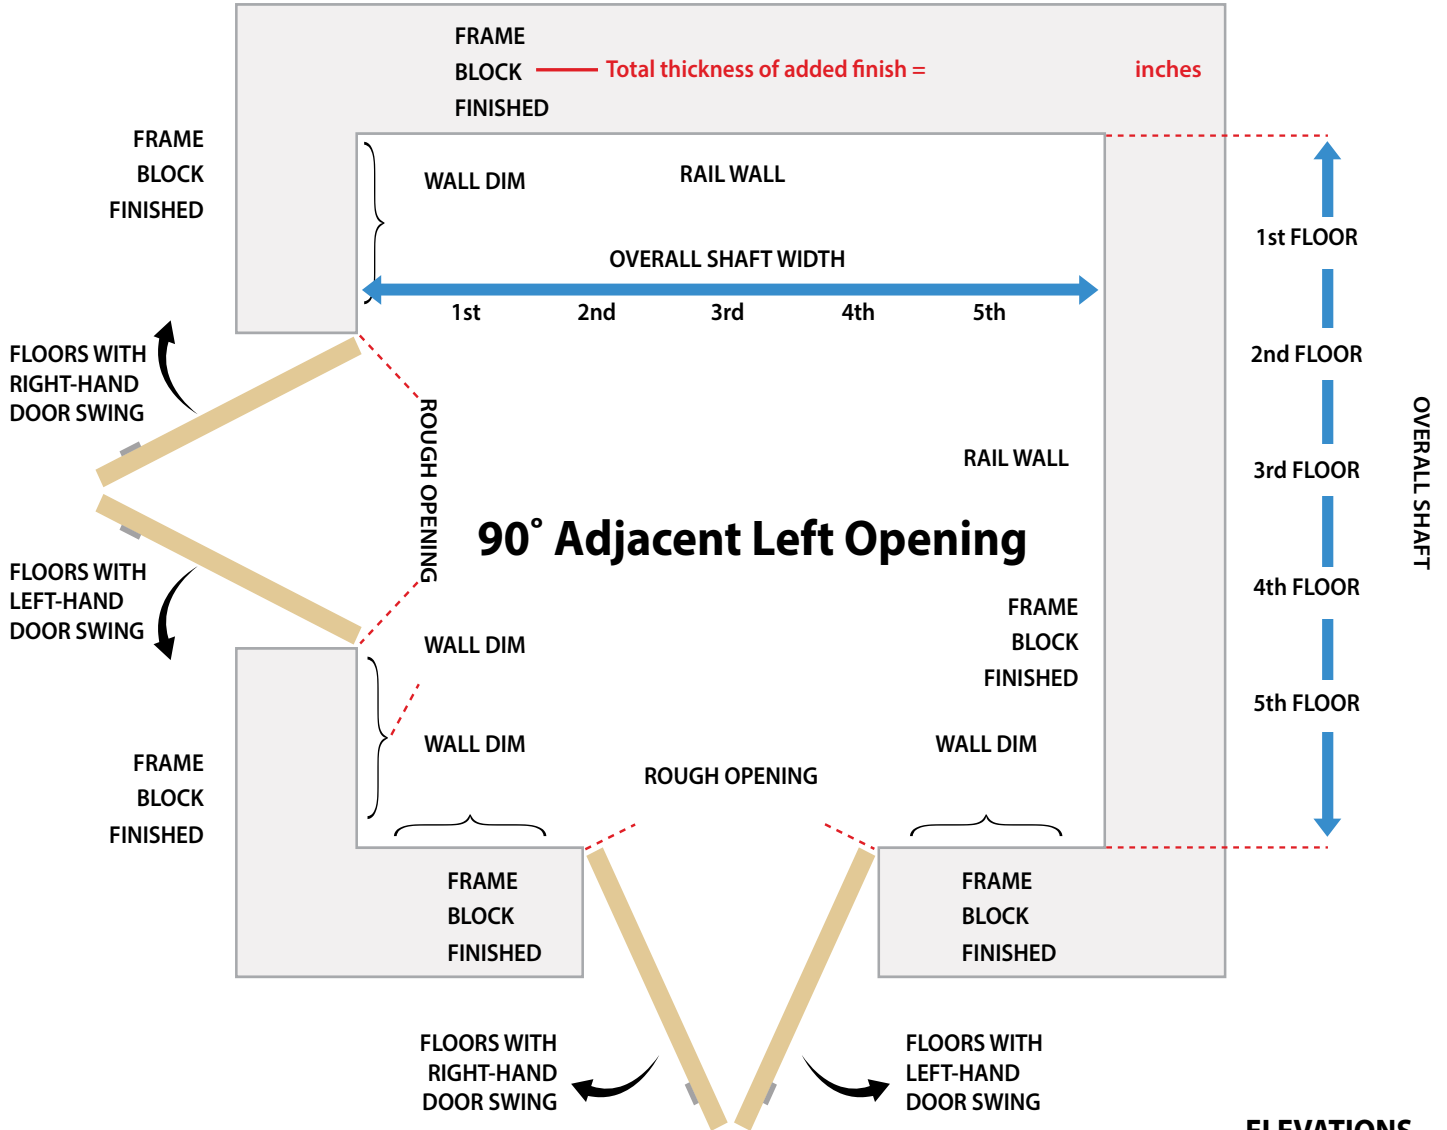 FRAME
BLOCK
FINISHED
Total thickness of added finish = inches
FRAME
BLOCK
FINISHED
WALL DIM
RAIL WALL
OVERALL SHAFT WIDTH
1st 2nd 3rd 4th 5th
1st FLOOR
2nd FLOOR
3rd FLOOR
4th FLOOR
5th FLOOR
OVERALL SHAFT
FLOORS WITH
RIGHT-HAND
DOOR SWING
ROUGH OPENING
RAIL WALL
90° Adjacent Left Opening
FLOORS WITH
LEFT-HAND
DOOR SWING
WALL DIM
FRAME
BLOCK
FINISHED
WALL DIM
WALL DIM
ROUGH OPENING
FRAME
BLOCK
FINISHED
FRAME
BLOCK
FINISHED
FRAME
BLOCK
FINISHED
FLOORS WITH
RIGHT-HAND
DOOR SWING
FLOORS WITH
LEFT-HAND
DOOR SWING
ELEVATIONS